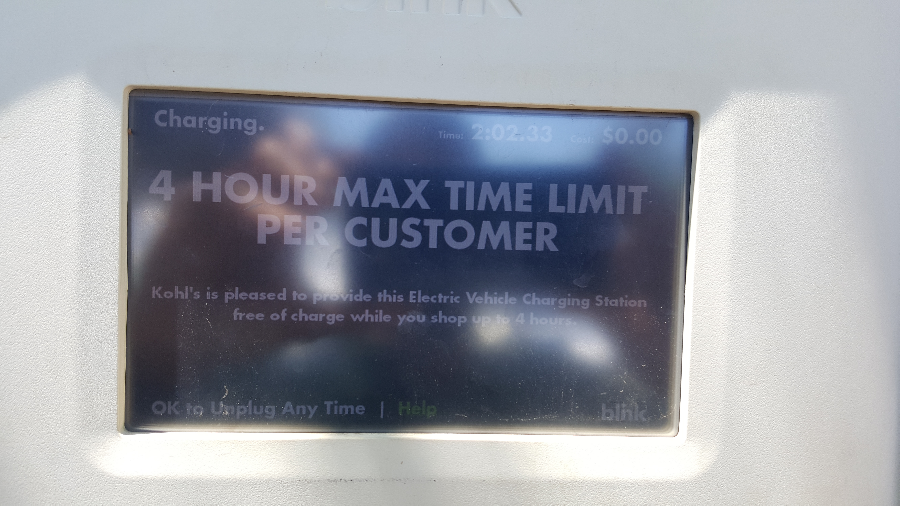 Charging.
Time: 2:02.33 Cost: $0.00
4 HOUR MAX TIME LIMIT
PER CUSTOMER
Kohl's is pleased to provide this Electric Vehicle Charging Station
free of charge while you shop up to 4 hours.
OK to Unplug Any Time | Help
blink